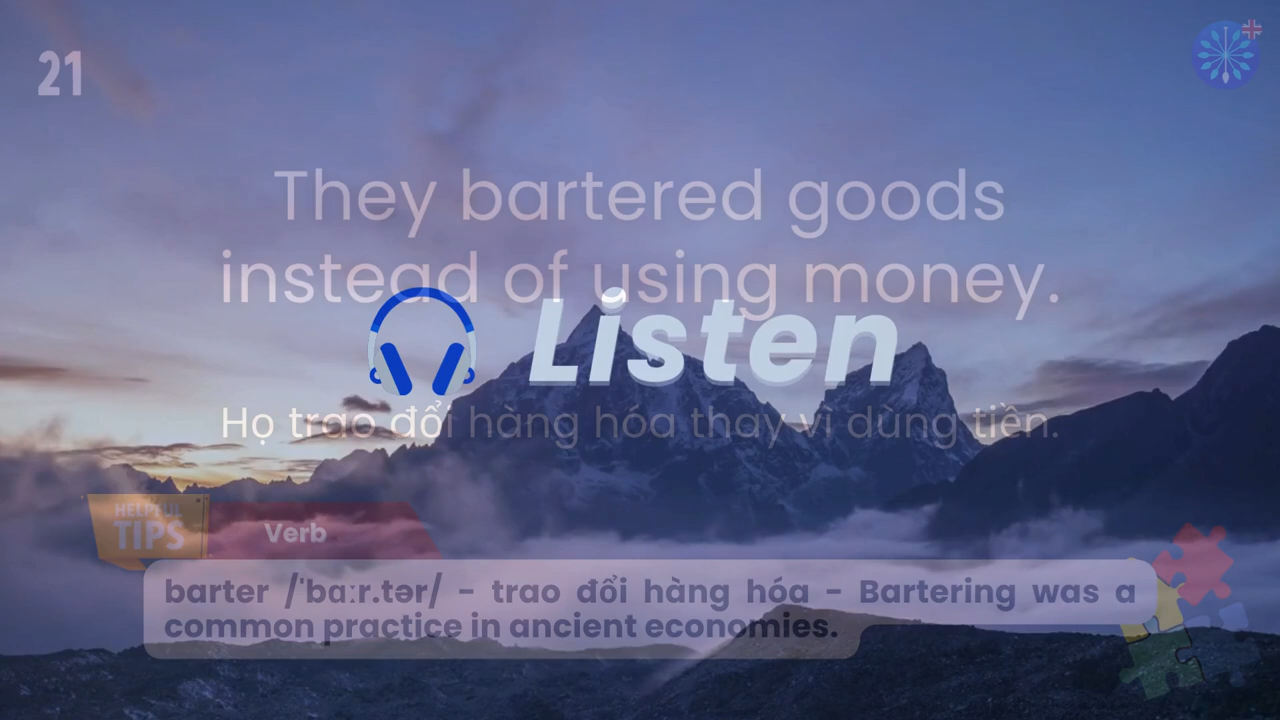 21
They bartered goods
instead of using money.
Listen
Họ trao đổi hàng hóa thay vì dùng tiền.
HELPFUL
TIPS
Verb
barter /ˈbɑːr.tər/ - trao đổi hàng hóa - Bartering was a
common practice in ancient economies.